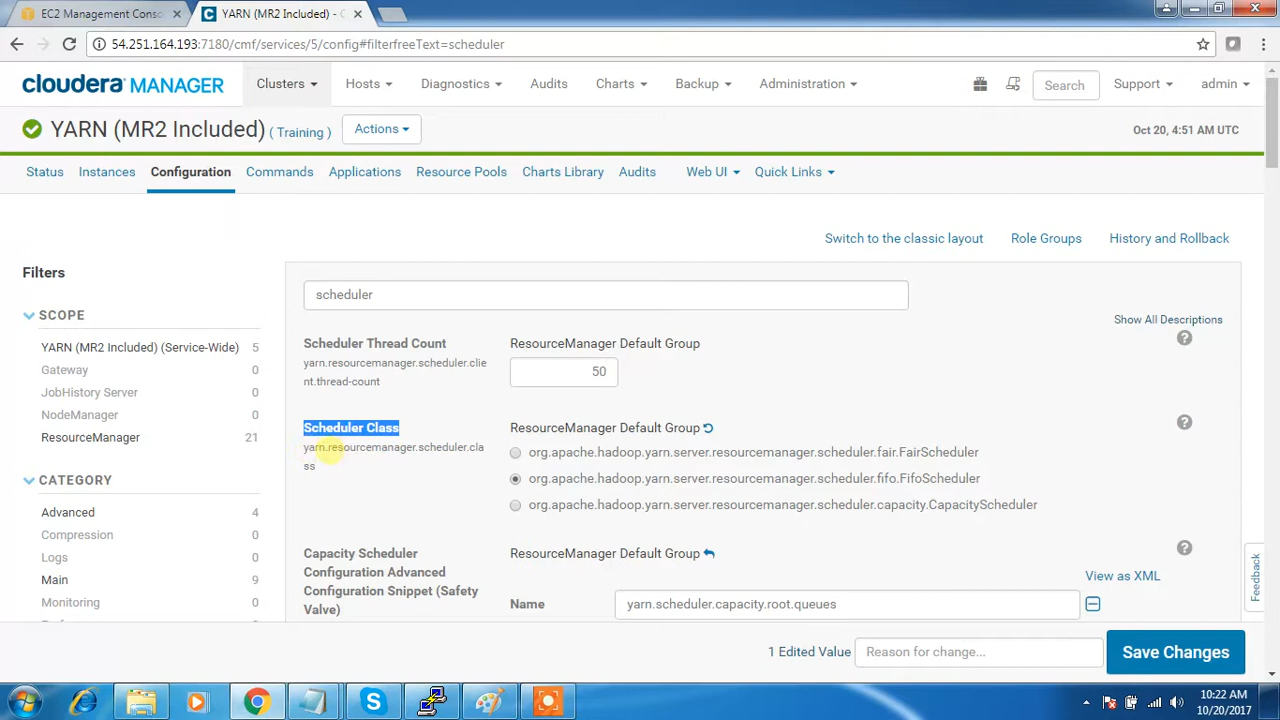 EC2 Management Conso
YARN (MR2 Included) - C
54.251.164.193:7180/cmf/services/5/config#filterfreeText=scheduler
cloudera MANAGER
Clusters
Hosts
Diagnostics
Audits
Charts
Backup
Administration
Search
Support
admin
YARN (MR2 Included) ( Training )
Actions
Oct 20, 4:51 AM UTC
Status
Instances
Configuration
Commands
Applications
Resource Pools
Charts Library
Audits
Web UI
Quick Links
Switch to the classic layout
Role Groups
History and Rollback
Filters
SCOPE
YARN (MR2 Included) (Service-Wide) 5
Gateway 0
JobHistory Server 0
NodeManager 0
ResourceManager 21
CATEGORY
Advanced 4
Compression 0
Logs 0
Main 9
Monitoring 0
scheduler
Show All Descriptions
Scheduler Thread Count
yarn.resourcemanager.scheduler.clie
nt.thread-count
ResourceManager Default Group
50
Scheduler Class
yarn.resourcemanager.scheduler.cla
ss
ResourceManager Default Group
org.apache.hadoop.yarn.server.resourcemanager.scheduler.fair.FairScheduler
org.apache.hadoop.yarn.server.resourcemanager.scheduler.fifo.FifoScheduler
org.apache.hadoop.yarn.server.resourcemanager.scheduler.capacity.CapacityScheduler
Capacity Scheduler
Configuration Advanced
Configuration Snippet (Safety
Valve)
ResourceManager Default Group
View as XML
Name
yarn.scheduler.capacity.root.queues
Feedback
1 Edited Value
Reason for change...
Save Changes
10:22 AM
10/20/2017